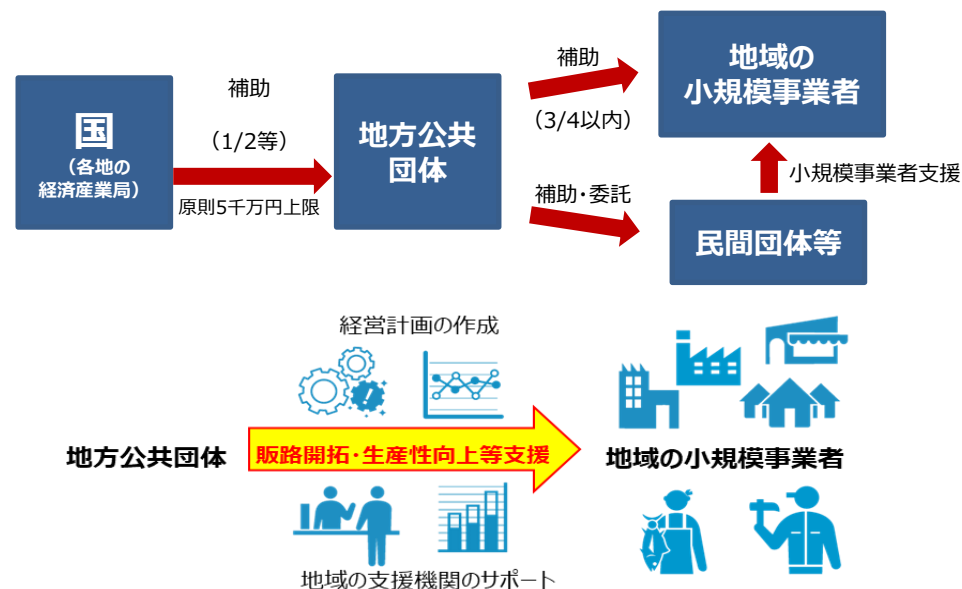 国
（各地の
経済産業局）
補助
（1/2等）
原則5千万円上限
地方公共
団体
補助
（3/4以内）
地域の
小規模事業者
補助・委託
民間団体等
小規模事業者支援
経営計画の作成
地方公共団体
販路開拓・生産性向上等支援
地域の小規模事業者
地域の支援機関のサポート